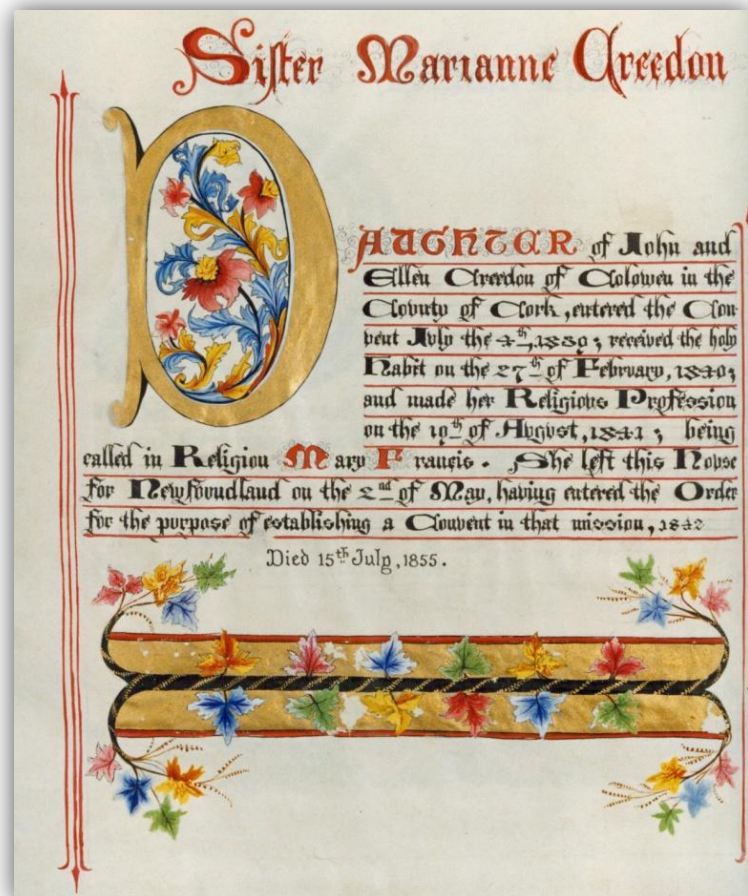 Sister Marianne Creedon
DAUGHTER of John and
Ellen Creedon of Colowen in the
County of Cork, entered the Con
vent July the 4th, 1839; received the holy
Habit on the 27th of February, 1840;
and made her Religious Profession
on the 19th of August, 1841; being
called in Religion Mary Francis. She left this House
for Newfoundland on the 2nd of May, having entered the Order
for the purpose of establishing a Convent in that mission, 1842
Died 15th July, 1855.